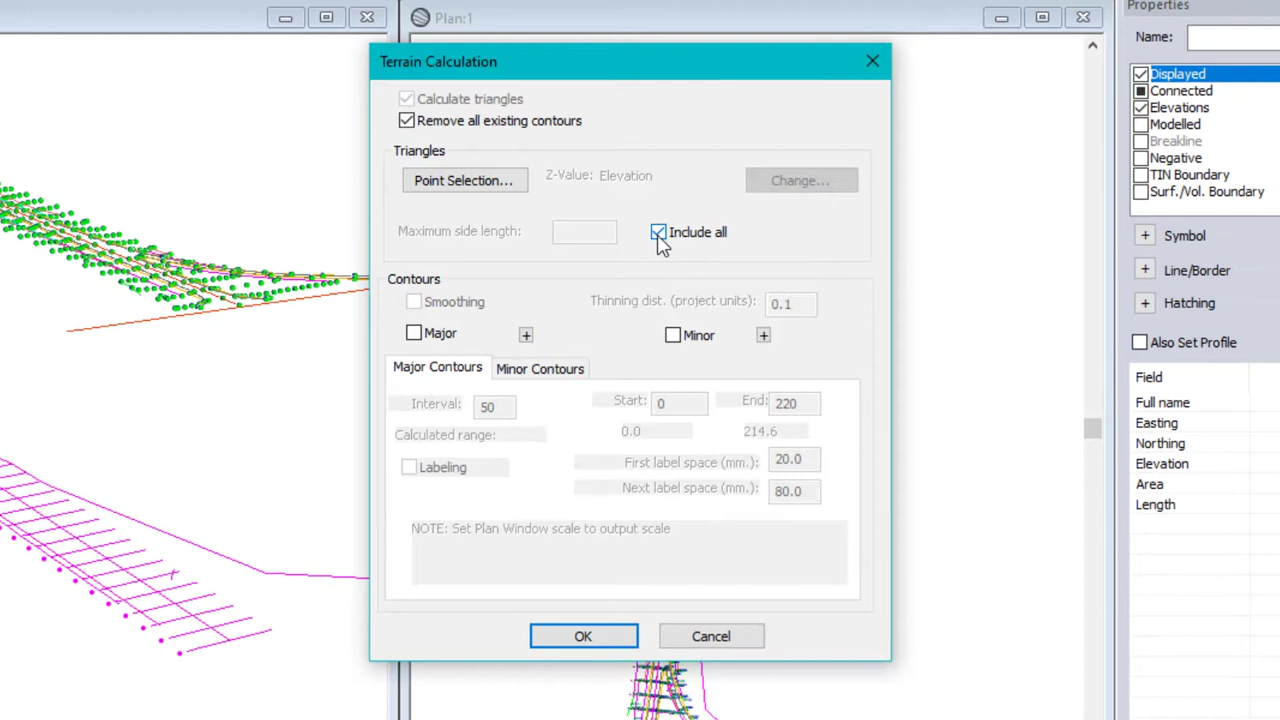 Plan:1
Properties
Name:
Displayed
Connected
Elevations
Modelled
Breakline
Negative
TIN Boundary
Surf./Vol. Boundary
Symbol
Line/Border
Hatching
Also Set Profile
Field
Full name
Easting
Northing
Elevation
Area
Length
Terrain Calculation
Calculate triangles
Remove all existing contours
Triangles
Point Selection...
Z-Value: Elevation
Change...
Maximum side length:
Include all
Contours
Smoothing
Thinning dist. (project units): 0.1
Major
Minor
Major Contours
Minor Contours
Interval: 50
Start: 0
End: 220
Calculated range:
0.0
214.6
Labeling
First label space (mm.): 20.0
Next label space (mm.): 80.0
NOTE: Set Plan Window scale to output scale
OK
Cancel